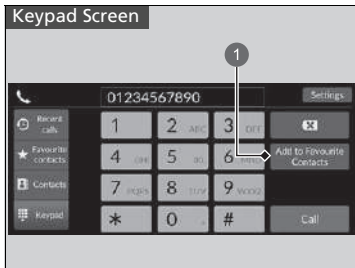 Keypad Screen
1
01234567890
Settings
Recent
calls
1
2 ABC
3 DEF
Favourite
contacts
4 GHI
5 JKL
6 MNO
Add to Favourite
Contacts
Contacts
7 PQRS
8 TUV
9 WXYZ
Keypad
*
0
#
Call